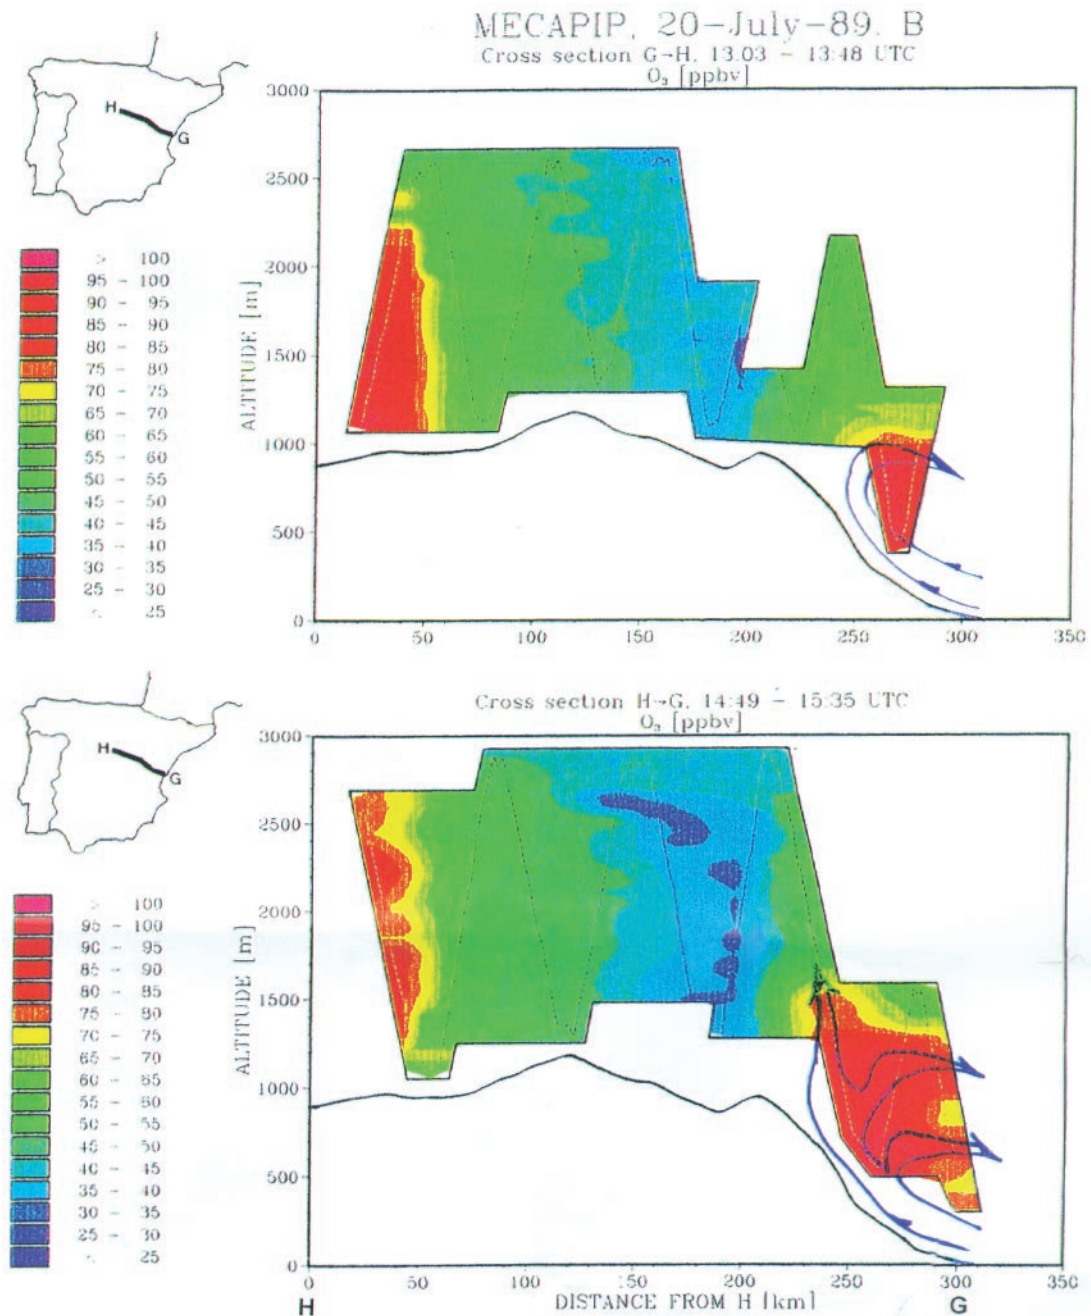 MECAPIP, 20-July-89. B
Cross section G→H, 13.03 - 13:48 UTC
O₃ [ppbv]
H
G
> 100
95 - 100
90 - 95
85 - 90
80 - 85
75 - 80
70 - 75
65 - 70
60 - 65
55 - 60
50 - 55
45 - 50
40 - 45
35 - 40
30 - 35
25 - 30
< 25
ALTITUDE [m]
3000
2500
2000
1500
1000
500
0
0 50 100 150 200 250 300 350
Cross section H→G, 14:49 - 15:35 UTC
O₃ [ppbv]
H
G
> 100
95 - 100
90 - 95
85 - 90
80 - 85
75 - 80
70 - 75
65 - 70
60 - 65
55 - 60
50 - 55
45 - 50
40 - 45
35 - 40
30 - 35
25 - 30
< 25
ALTITUDE [m]
3000
2500
2000
1500
1000
500
0
0 50 100 150 200 250 300 350
H DISTANCE FROM H [km] G